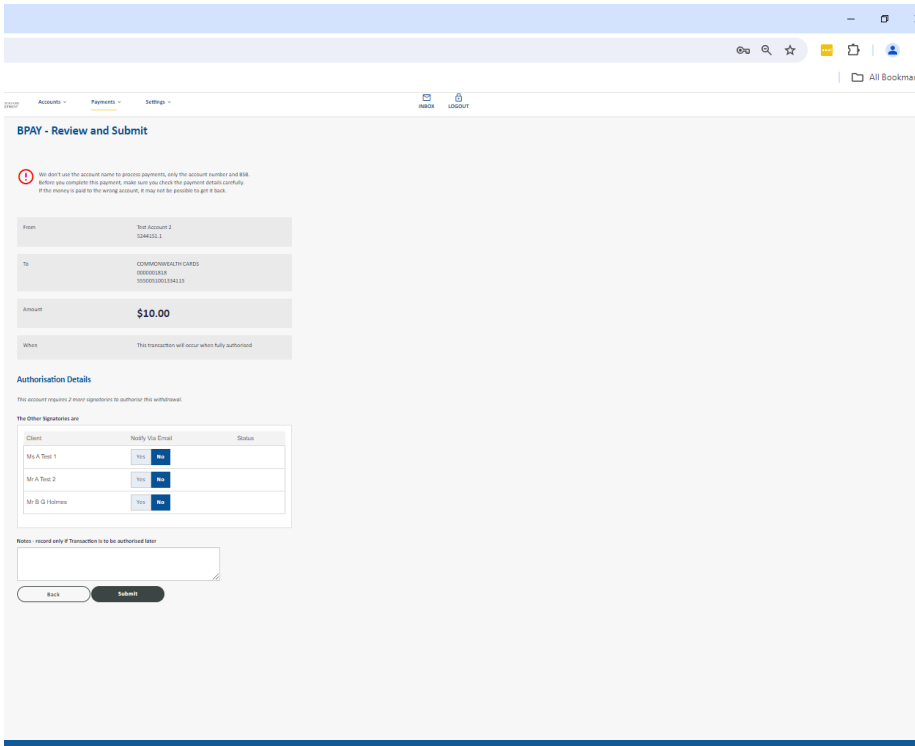 All Bookmar
Accounts
Payments
Settings
INBOX
LOGOUT
BPAY - Review and Submit
We don't use the account name to process payments, only the account number and BSB.
Before you complete this payment, make sure you check the payment details carefully.
If the money is paid to the wrong account, it may not be possible to get it back.
From
Test Account 2
5244131.1
To
COMMONWEALTH CARDS
0000001818
5550051001334115
Amount
$10.00
When
This transaction will occur when fully authorised
Authorisation Details
This account requires 2 more signatories to authorise this withdrawal.
The Other Signatories are
Client Notify Via Email Status
Ms A Test 1 Yes No
Mr A Test 2 Yes No
Mr B G Holmes Yes No
Notes - record only if Transaction is to be authorised later
Back Submit